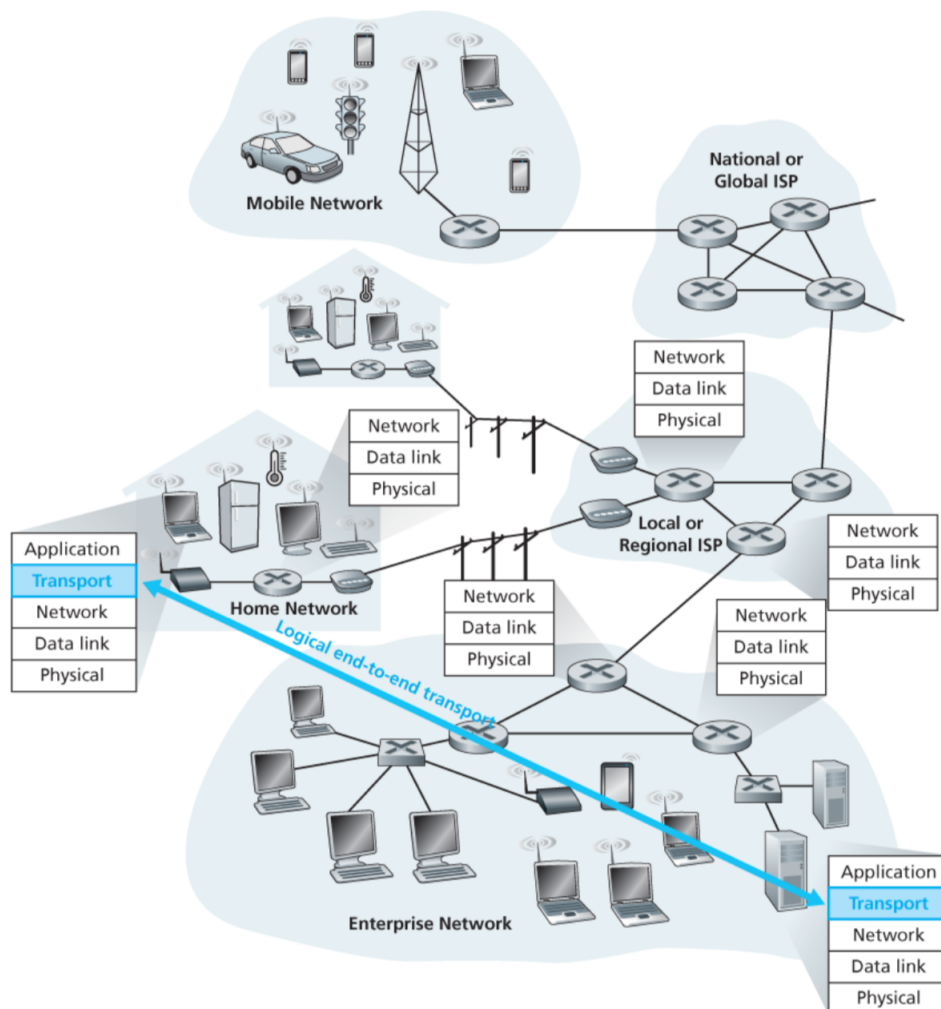 Mobile Network
National or
Global ISP
Network
Data link
Physical
Network
Data link
Physical
Local or
Regional ISP
Network
Data link
Physical
Application
Transport
Network
Data link
Physical
Home Network
Network
Data link
Physical
Network
Data link
Physical
Logical end-to-end transport
Enterprise Network
Application
Transport
Network
Data link
Physical